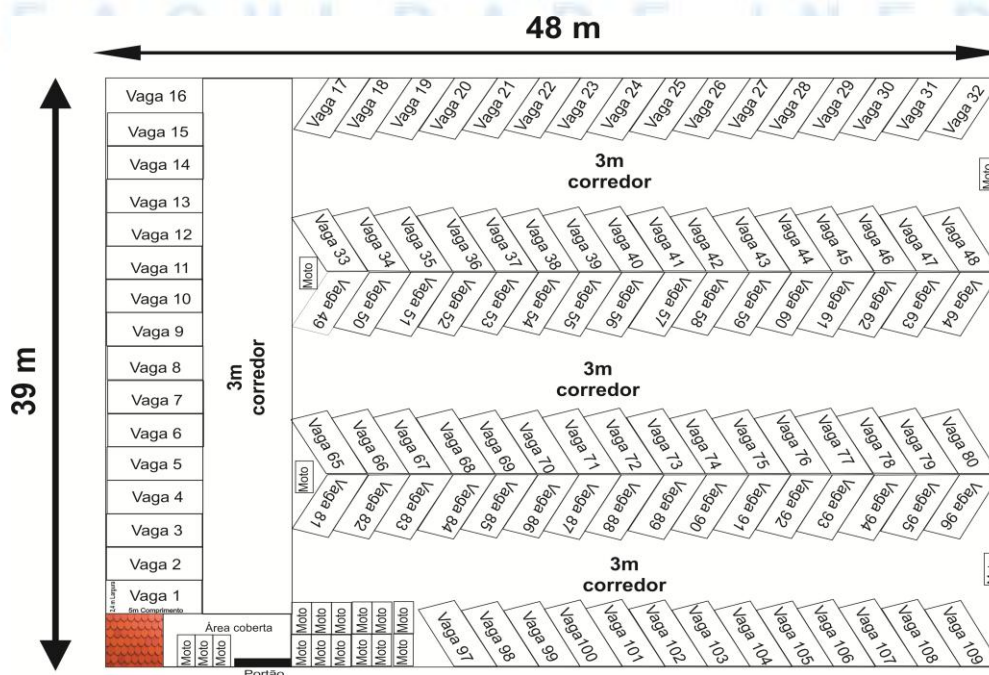 48 m
39 m
Vaga 16
Vaga 15
Vaga 14
Vaga 13
Vaga 12
Vaga 11
Vaga 10
Vaga 9
Vaga 8
Vaga 7
Vaga 6
Vaga 5
Vaga 4
Vaga 3
Vaga 2
Vaga 1
m Largura
5m Comprimento
3m
corredor
Vaga 17
Vaga 18
Vaga 19
Vaga 20
Vaga 21
Vaga 22
Vaga 23
Vaga 24
Vaga 25
Vaga 26
Vaga 27
Vaga 28
Vaga 29
Vaga 30
Vaga 31
Vaga 32
3m
corredor
Moto
Vaga 33
Vaga 34
Vaga 35
Vaga 36
Vaga 37
Vaga 38
Vaga 39
Vaga 40
Vaga 41
Vaga 42
Vaga 43
Vaga 44
Vaga 45
Vaga 46
Vaga 47
Vaga 48
Moto
Vaga 49
Vaga 50
Vaga 51
Vaga 52
Vaga 53
Vaga 54
Vaga 55
Vaga 56
Vaga 57
Vaga 58
Vaga 59
Vaga 60
Vaga 61
Vaga 62
Vaga 63
Vaga 64
3m
corredor
Vaga 65
Vaga 66
Vaga 67
Vaga 68
Vaga 69
Vaga 70
Vaga 71
Vaga 72
Vaga 73
Vaga 74
Vaga 75
Vaga 76
Vaga 77
Vaga 78
Vaga 79
Vaga 80
Moto
Vaga 81
Vaga 82
Vaga 83
Vaga 84
Vaga 85
Vaga 86
Vaga 87
Vaga 88
Vaga 89
Vaga 90
Vaga 91
Vaga 92
Vaga 93
Vaga 94
Vaga 95
Vaga 96
3m
corredor
Área coberta
Moto
Moto
Moto
Portão
Moto
Moto
Moto
Moto
Moto
Moto
Moto
Moto
Moto
Moto
Moto
Moto
Vaga 97
Vaga 98
Vaga 99
Vaga100
Vaga 101
Vaga 102
Vaga 103
Vaga 104
Vaga 105
Vaga 106
Vaga 107
Vaga 108
Vaga 109